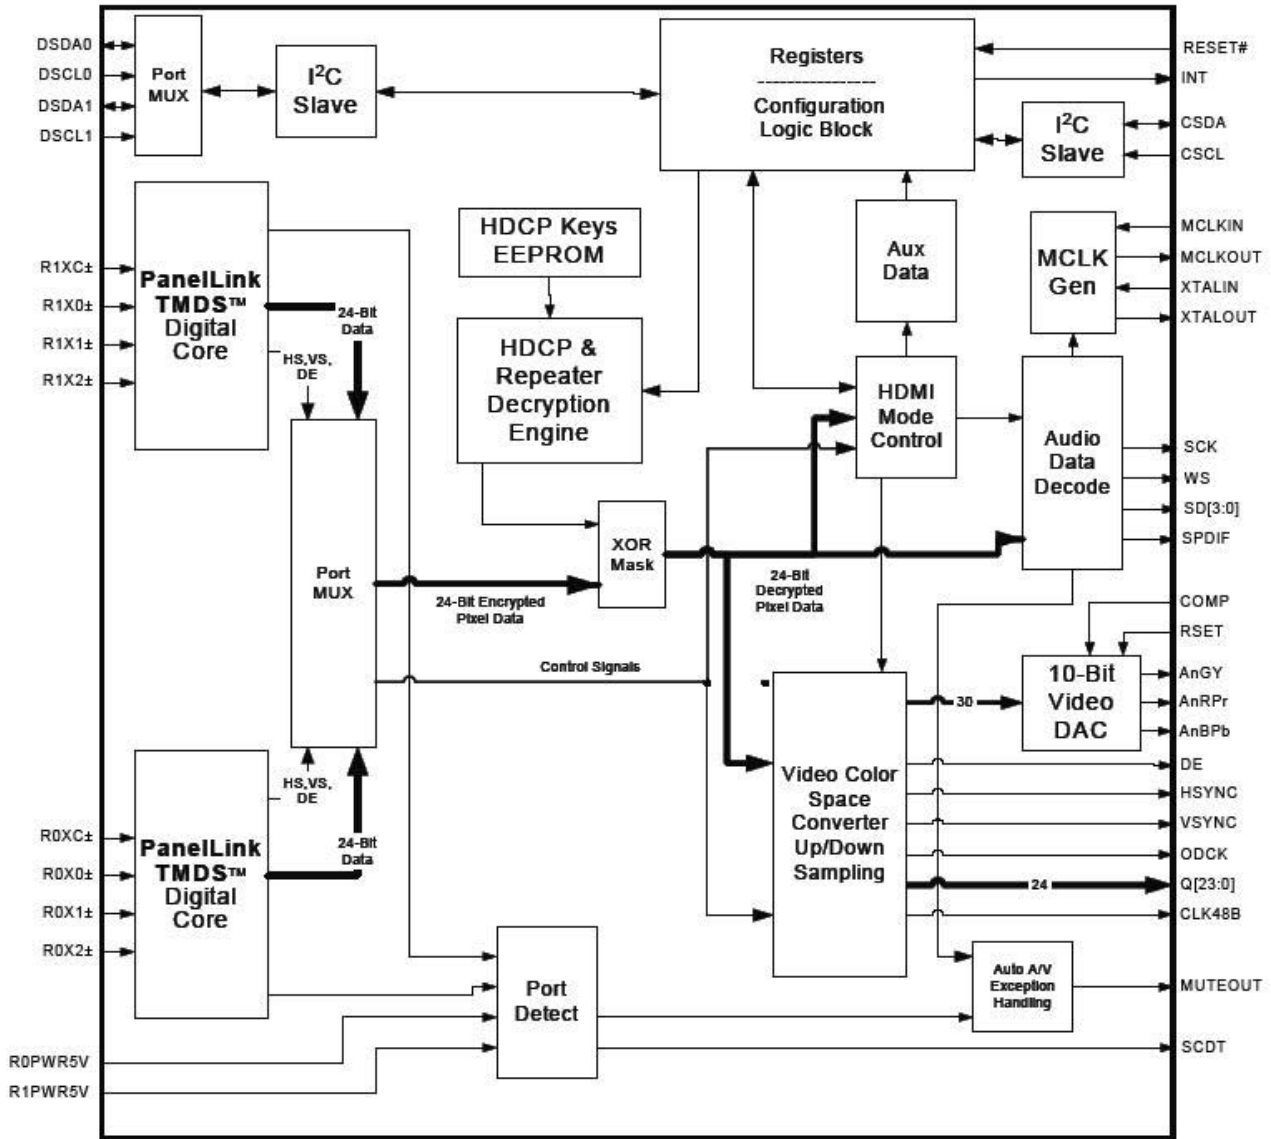 DSDA0
DSCL0
DSDA1
DSCL1
Port
MUX
I²C
Slave
Registers
Configuration
Logic Block
RESET#
INT
I²C
Slave
CSDA
CSCL
PanelLink
TMDS™
Digital
Core
R1XC±
R1X0±
R1X1±
R1X2±
24-Bit
Data
HS,VS,
DE
HDCP Keys
EEPROM
HDCP &
Repeater
Decryption
Engine
Aux
Data
MCLK
Gen
MCLKIN
MCLKOUT
XTALIN
XTALOUT
HDMI
Mode
Control
Audio
Data
Decode
SCK
WS
SD[3:0]
SPDIF
Port
MUX
24-Bit Encrypted
Pixel Data
XOR
Mask
24-Bit
Decrypted
Pixel Data
Control Signals
COMP
RSET
10-Bit
Video
DAC
30
AnGY
AnRPr
AnBPb
HS,VS,
DE
24-Bit
Data
PanelLink
TMDS™
Digital
Core
R0XC±
R0X0±
R0X1±
R0X2±
Video Color
Space
Converter
Up/Down
Sampling
DE
HSYNC
VSYNC
ODCK
24
Q[23:0]
CLK48B
Port
Detect
Auto A/V
Exception
Handling
MUTEOUT
SCDT
R0PWR5V
R1PWR5V